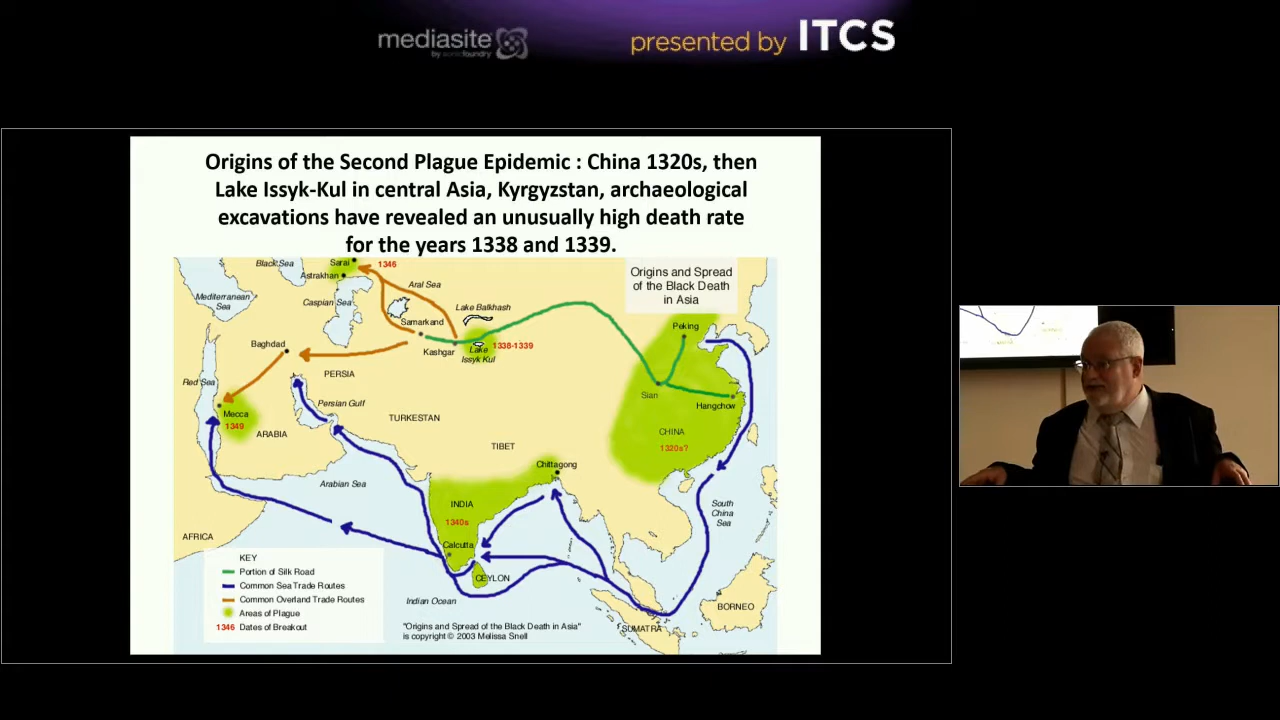 mediasite
by sonicfoundry
presented by ITCS
Origins of the Second Plague Epidemic : China 1320s, then
Lake Issyk-Kul in central Asia, Kyrgyzstan, archaeological
excavations have revealed an unusually high death rate
for the years 1338 and 1339.
Origins and Spread
of the Black Death
in Asia
Black Sea
Sarai
1346
Astrakhan
Aral Sea
Mediterranean
Sea
Caspian Sea
Lake Balkhash
Samarkand
Peking
Baghdad
Kashgar
Lake
Issyk Kul
1338-1339
PERSIA
Red Sea
Sian
Hangchow
Persian Gulf
Mecca
1349
ARABIA
TURKESTAN
CHINA
1320s?
TIBET
Chittagong
Arabian Sea
INDIA
1340s
South
China
Sea
AFRICA
Calcutta
CEYLON
Indian Ocean
BORNEO
SUMATRA
KEY
Portion of Silk Road
Common Sea Trade Routes
Common Overland Trade Routes
Areas of Plague
1346 Dates of Breakout
"Origins and Spread of the Black Death in Asia"
is copyright © 2003 Melissa Snell